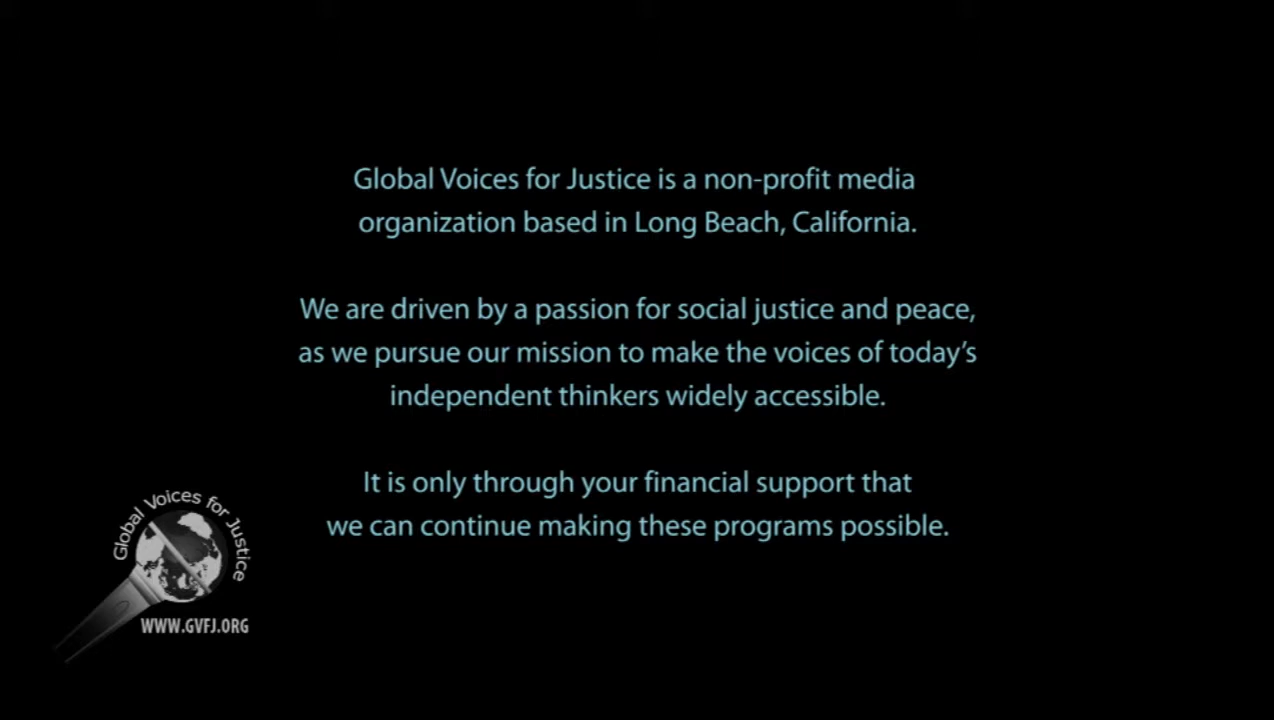 Global Voices for Justice is a non-profit media
organization based in Long Beach, California.
We are driven by a passion for social justice and peace,
as we pursue our mission to make the voices of today's
independent thinkers widely accessible.
It is only through your financial support that
we can continue making these programs possible.
Global Voices for Justice
WWW.GVFJ.ORG